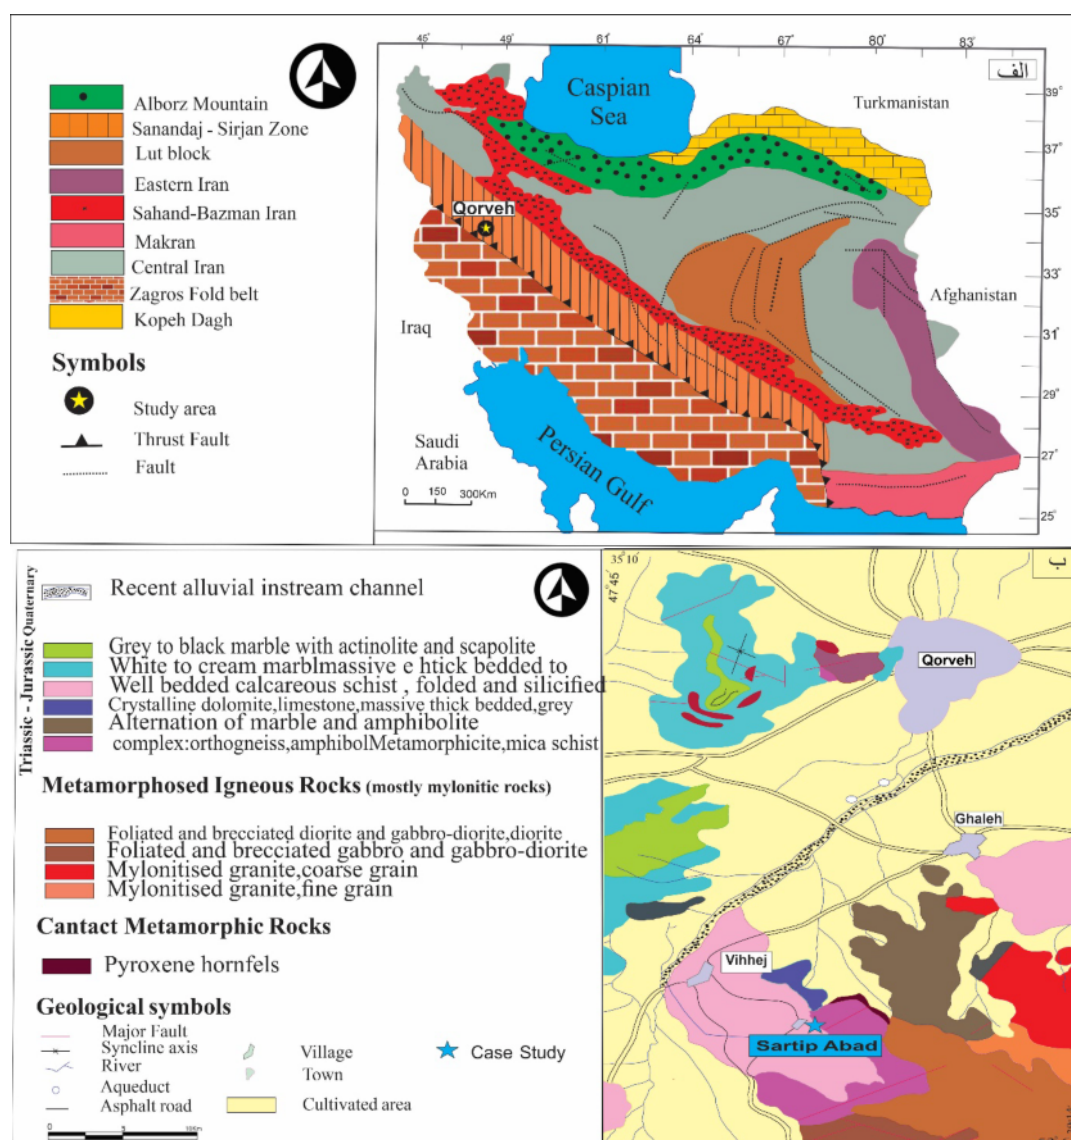 45°
49°
61°
64°
67°
80°
83°
الف
39°
37°
35°
33°
31°
29°
27°
25°
Alborz Mountain
Sanandaj - Sirjan Zone
Lut block
Eastern Iran
Sahand-Bazman Iran
Makran
Central Iran
Zagros Fold belt
Kopeh Dagh
Symbols
Study area
Thrust Fault
Fault
Caspian
Sea
Turkmanistan
Qorveh
Afghanistan
Iraq
Saudi
Arabia
Persian Gulf
0 150 300Km
Triassic - Jurassic Quaternary
Recent alluvial instream channel
Grey to black marble with actinolite and scapolite
White to cream marblmassive e htick bedded to
Well bedded calcareous schist , folded and silicified
Crystalline dolomite,limestone,massive thick bedded,grey
Alternation of marble and amphibolite
complex:orthogneiss,amphibolMetamorphicite,mica schist
Metamorphosed Igneous Rocks (mostly mylonitic rocks)
Foliated and brecciated diorite and gabbro-diorite,diorite
Foliated and brecciated gabbro and gabbro-diorite
Mylonitised granite,coarse grain
Mylonitised granite,fine grain
Cantact Metamorphic Rocks
Pyroxene hornfels
Geological symbols
Major Fault
Syncline axis
River
Aqueduct
Asphalt road
Village
Town
Cultivated area
Case Study
0 5 10Km
35°10'
47°45'
ب
Qorveh
Ghaleh
Vihhej
Sartip Abad